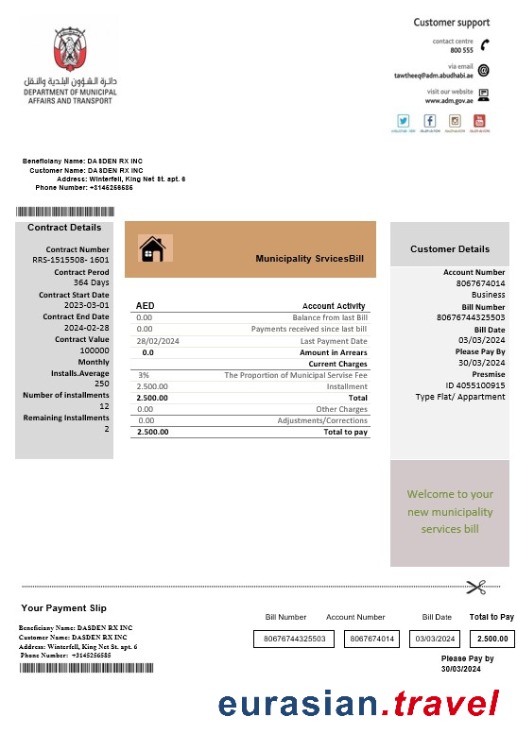 Customer support
contact centre
800 555
via email
tawtheeq@adm.abudhabi.ae
visit our website
www.adm.gov.ae
دائـرة الـشـؤون الـبـلـديـة والـنـقـل
DEPARTMENT OF MUNICIPAL
AFFAIRS AND TRANSPORT
Beneficiany Name: DASDEN RX INC
Customer Name: DASDEN RX INC
Address: Winterfell, King Net St. apt. 6
Phone Number: +3145256585
Contract Details
Contract Number
RRS-1515508- 1601
Contract Perod
364 Days
Contract Start Date
2023-03-01
Contract End Date
2024-02-28
Contract Value
100000
Monthly
Installs.Average
250
Number of installments
12
Remaining Installments
2
Municipality SrvicesBill
AED Account Activity
0.00 Balance from last Bill
0.00 Payments received since last bill
28/02/2024 Last Payment Date
0.0 Amount in Arrears
Current Charges
3% The Proportion of Municipal Servise Fee
2.500.00 Installment
2.500.00 Total
0.00 Other Charges
0.00 Adjustments/Corrections
2.500.00 Total to pay
Customer Details
Account Number
8067674014
Business
Bill Number
80676744325503
Bill Date
03/03/2024
Please Pay By
30/03/2024
Presmise
ID 4055100915
Type Flat/ Appartment
Welcome to your
new municipality
services bill
Your Payment Slip
Beneficiany Name: DASDEN RX INC
Customer Name: DASDEN RX INC
Address: Winterfell, King Net St. apt. 6
Phone Number: +3145256585
Bill Number Account Number Bill Date Total to Pay
80676744325503 8067674014 03/03/2024 2.500.00
Please Pay by
30/03/2024
eurasian.travel